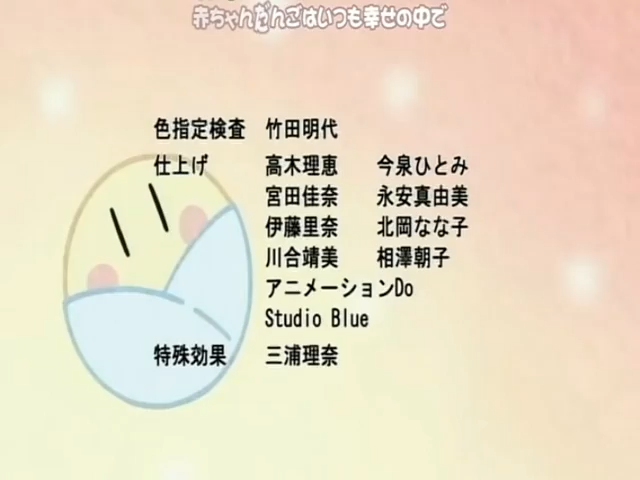 赤ちゃんだんごはいつも幸せの中で
色指定検査 竹田明代
仕上げ 高木理恵 今泉ひとみ
宮田佳奈 永安真由美
伊藤里奈 北岡なな子
川合靖美 相澤朝子
アニメーションDo
Studio Blue
特殊効果 三浦理奈